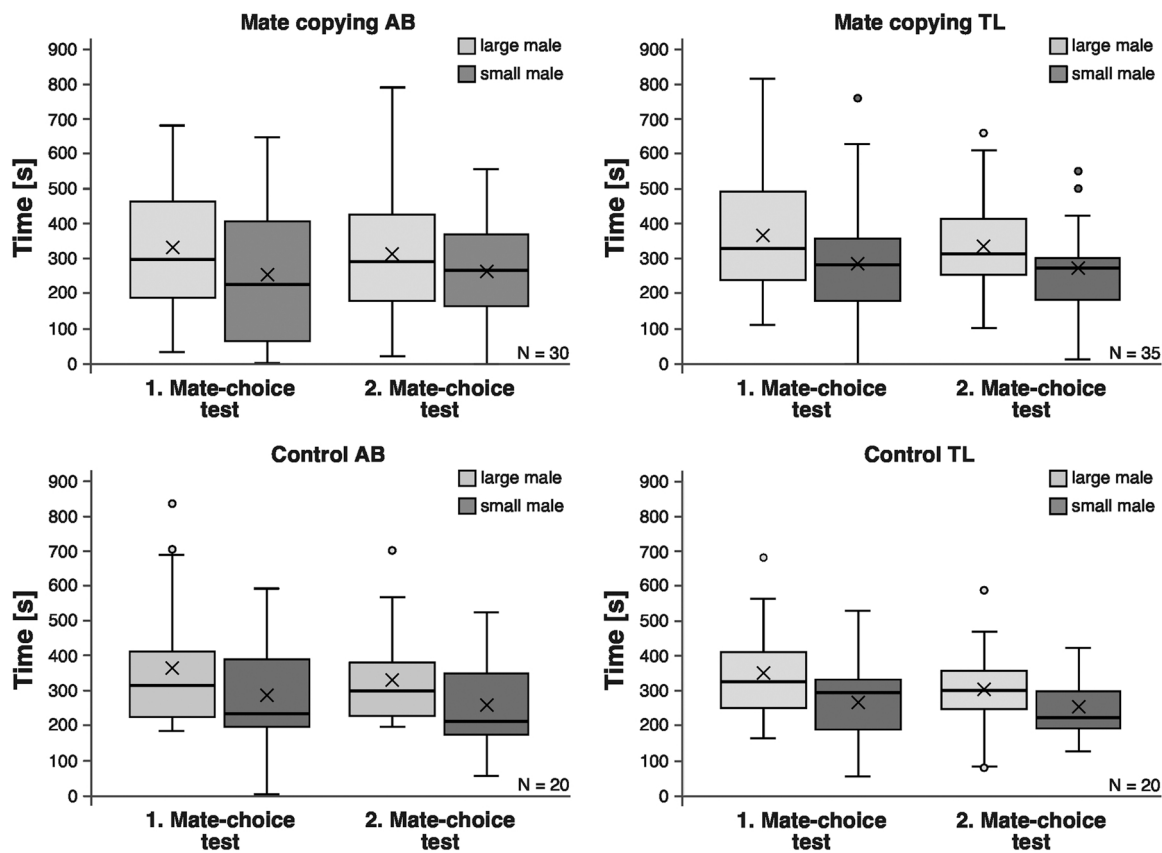 Mate copying AB
large male
small male
900
800
700
600
500
400
300
200
100
0
Time [s]
N = 30
1. Mate-choice
test
2. Mate-choice
test
Mate copying TL
large male
small male
900
800
700
600
500
400
300
200
100
0
Time [s]
N = 35
1. Mate-choice
test
2. Mate-choice
test
Control AB
large male
small male
900
800
700
600
500
400
300
200
100
0
Time [s]
N = 20
1. Mate-choice
test
2. Mate-choice
test
Control TL
large male
small male
900
800
700
600
500
400
300
200
100
0
Time [s]
N = 20
1. Mate-choice
test
2. Mate-choice
test